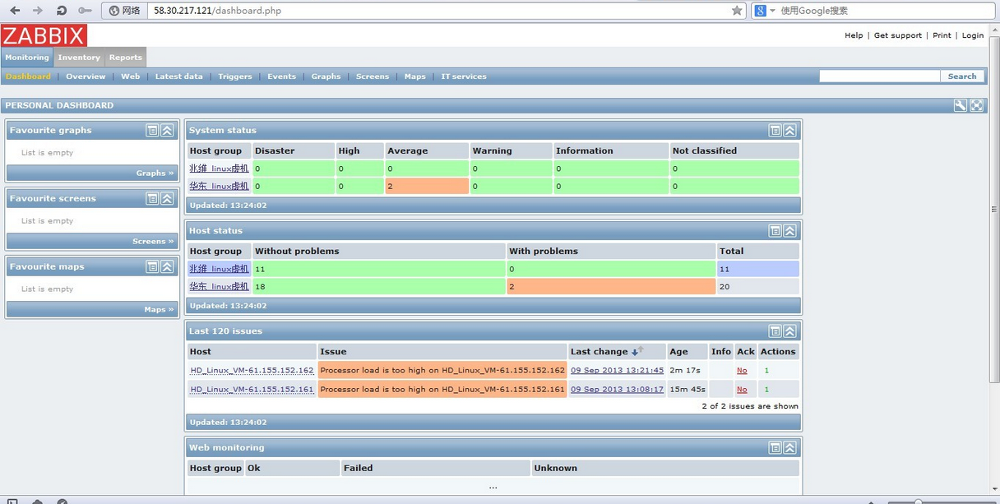 网络 58.30.217.121/dashboard.php 使用Google搜索
ZABBIX
Help | Get support | Print | Login
Monitoring Inventory Reports
Dashboard | Overview | Web | Latest data | Triggers | Events | Graphs | Screens | Maps | IT services Search
PERSONAL DASHBOARD
Favourite graphs
List is empty
Graphs »
Favourite screens
List is empty
Screens »
Favourite maps
List is empty
Maps »
System status
Host group Disaster High Average Warning Information Not classified
兆维_linux虚机 0 0 0 0 0 0
华东_linux虚机 0 0 2 0 0 0
Updated: 13:24:02
Host status
Host group Without problems With problems Total
兆维_linux虚机 11 0 11
华东_linux虚机 18 2 20
Updated: 13:24:02
Last 120 issues
Host Issue Last change Age Info Ack Actions
HD_Linux_VM-61.155.152.162 Processor load is too high on HD_Linux_VM-61.155.152.162 09 Sep 2013 13:21:45 2m 17s No 1
HD_Linux_VM-61.155.152.161 Processor load is too high on HD_Linux_VM-61.155.152.161 09 Sep 2013 13:08:17 15m 45s No 1
2 of 2 issues are shown
Updated: 13:24:02
Web monitoring
Host group Ok Failed Unknown
...